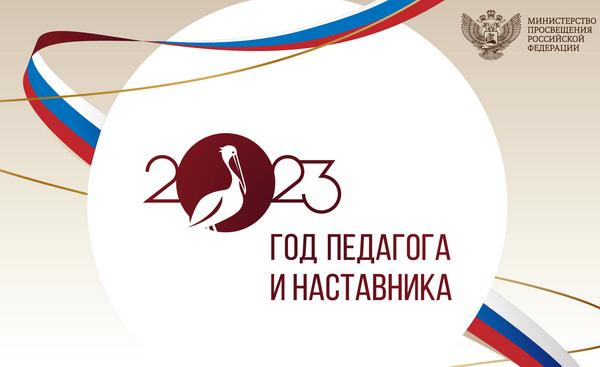 МИНИСТЕРСТВО
ПРОСВЕЩЕНИЯ
РОССИЙСКОЙ
ФЕДЕРАЦИИ
2023
ГОД ПЕДАГОГА
И НАСТАВНИКА